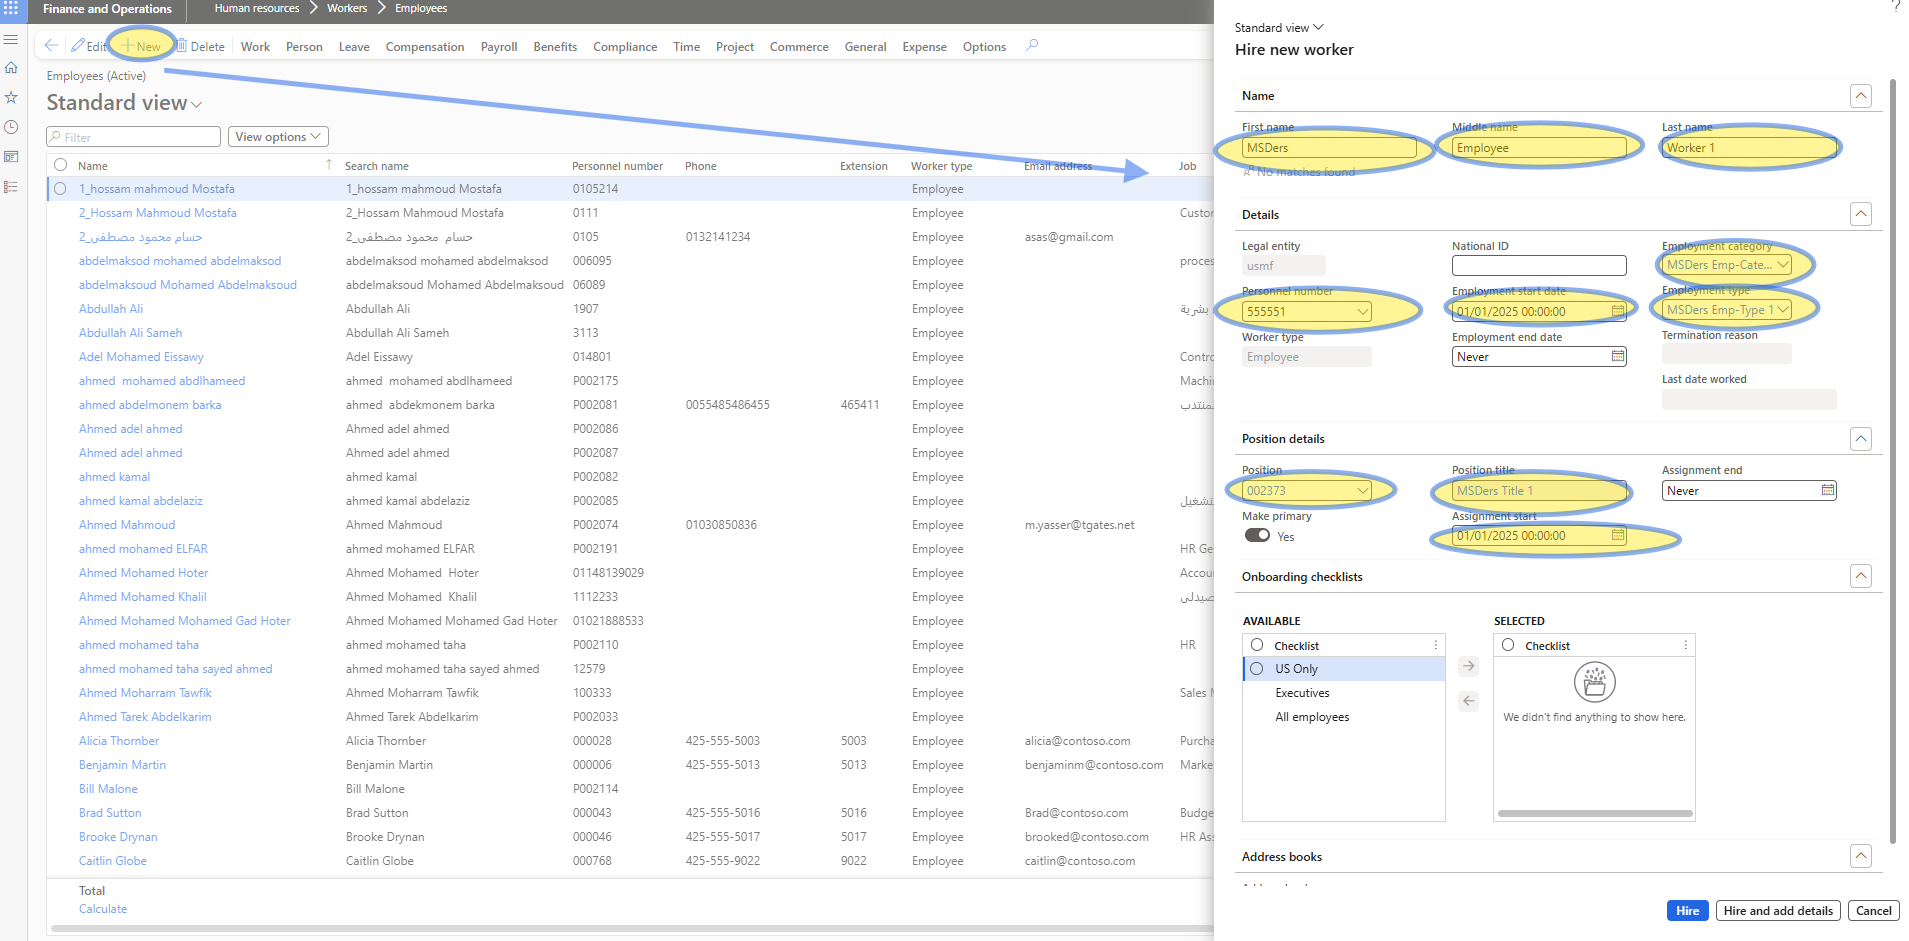 Finance and Operations
Human resources > Workers > Employees
?
Edit New Delete Work Person Leave Compensation Payroll Benefits Compliance Time Project Commerce General Expense Options
Employees (Active)
Standard view
Filter View options
Name Search name Personnel number Phone Extension Worker type Email address Job
1_hossam mahmoud Mostafa 1_hossam mahmoud Mostafa 0105214 Employee
2_Hossam Mahmoud Mostafa 2_Hossam Mahmoud Mostafa 0111 Employee Custor
حسام محمود مصطفى_2 حسام محمود مصطفى_2 0105 0132141234 Employee asas@gmail.com
abdelmaksod mohamed abdelmaksod abdelmaksod mohamed abdelmaksod 006095 Employee proces
abdelmaksoud Mohamed Abdelmaksoud abdelmaksoud Mohamed Abdelmaksoud 06089 Employee
Abdullah Ali Abdullah Ali 1907 Employee بشرية
Abdullah Ali Sameh Abdullah Ali Sameh 3113 Employee
Adel Mohamed Eissawy Adel Eissawy 014801 Employee Contro
ahmed mohamed abdlhameed ahmed mohamed abdlhameed P002175 Employee Machin
ahmed abdelmonem barka ahmed abdekmonem barka P002081 0055485486455 465411 Employee لمنتدب
Ahmed adel ahmed Ahmed adel ahmed P002086 Employee
Ahmed adel ahmed Ahmed adel ahmed P002087 Employee
ahmed kamal ahmed kamal P002082 Employee
ahmed kamal abdelaziz ahmed kamal abdelaziz P002085 Employee لتشغيل
Ahmed Mahmoud Ahmed Mahmoud P002074 01030850836 Employee m.yasser@tgates.net
ahmed mohamed ELFAR ahmed mohamed ELFAR P002191 Employee HR Ge
Ahmed Mohamed Hoter Ahmed Mohamed Hoter 01148139029 Employee Accou
Ahmed Mohamed Khalil Ahmed Mohamed Khalil 1112233 Employee صيدلى
Ahmed Mohamed Mohamed Gad Hoter Ahmed Mohamed Mohamed Gad Hoter 01021888533 Employee
ahmed mohamed taha ahmed mohamed taha P002110 Employee HR
ahmed mohamed taha sayed ahmed ahmed mohamed taha sayed ahmed 12579 Employee
Ahmed Moharram Tawfik Ahmed Moharram Tawfik 100333 Employee Sales M
Ahmed Tarek Abdelkarim Ahmed Tarek Abdelkarim P002033 Employee
Alicia Thornber Alicia Thornber 000028 425-555-5003 5003 Employee alicia@contoso.com Purcha
Benjamin Martin Benjamin Martin 000006 425-555-5013 5013 Employee benjaminm@contoso.com Marke
Bill Malone Bill Malone P002114 Employee
Brad Sutton Brad Sutton 000043 425-555-5016 5016 Employee Brad@contoso.com Budge
Brooke Drynan Brooke Drynan 000046 425-555-5017 5017 Employee brooked@contoso.com HR Ass
Caitlin Globe Caitlin Globe 000768 425-555-9022 9022 Employee caitlin@contoso.com
Total
Calculate
Standard view
Hire new worker
Name
First name Middle name Last name
MSDers Employee Worker 1
No matches found
Details
Legal entity National ID Employment category
usmf MSDers Emp-Cate...
Personnel number Employment start date Employment type
555551 01/01/2025 00:00:00 MSDers Emp-Type 1
Worker type Employment end date Termination reason
Employee Never
Last date worked
Position details
Position Position title Assignment end
002373 MSDers Title 1 Never
Make primary Assignment start
Yes 01/01/2025 00:00:00
Onboarding checklists
AVAILABLE SELECTED
Checklist Checklist
US Only
Executives
All employees
We didn't find anything to show here.
Address books
Hire Hire and add details Cancel